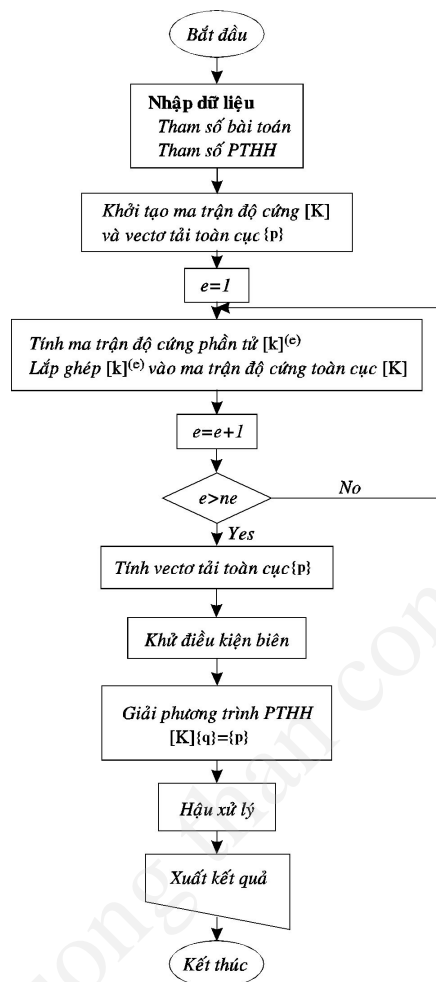 Bắt đầu
Nhập dữ liệu
Tham số bài toán
Tham số PTHH
Khởi tạo ma trận độ cứng [K]
và vectơ tải toàn cục {p}
e=1
Tính ma trận độ cứng phần tử [k]⁽ᵉ⁾
Lắp ghép [k]⁽ᵉ⁾ vào ma trận độ cứng toàn cục [K]
e=e+1
e>ne
No
Yes
Tính vectơ tải toàn cục{p}
Khử điều kiện biên
Giải phương trình PTHH
[K]{q}={p}
Hậu xử lý
Xuất kết quả
Kết thúc
ong than con